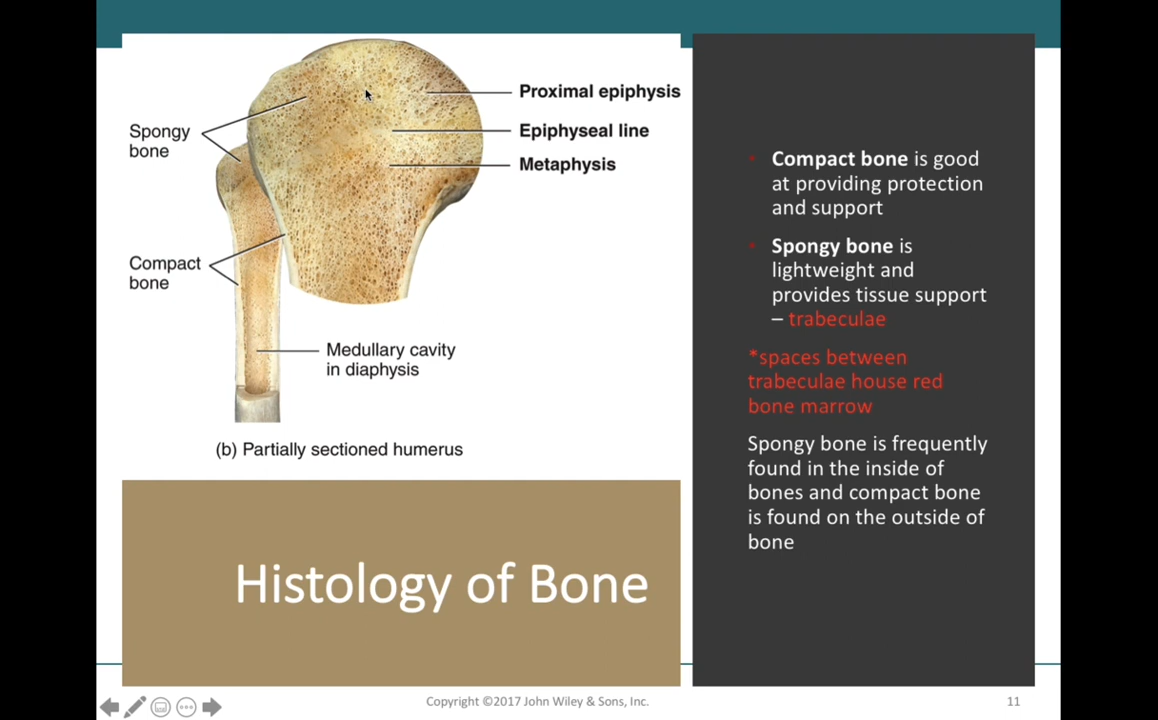 Proximal epiphysis
Spongy
bone
Epiphyseal line
Metaphysis
Compact
bone
Medullary cavity
in diaphysis
(b) Partially sectioned humerus
Histology of Bone
• Compact bone is good
at providing protection
and support
• Spongy bone is
lightweight and
provides tissue support
– trabeculae
*spaces between
trabeculae house red
bone marrow
Spongy bone is frequently
found in the inside of
bones and compact bone
is found on the outside of
bone
Copyright ©2017 John Wiley & Sons, Inc.
11